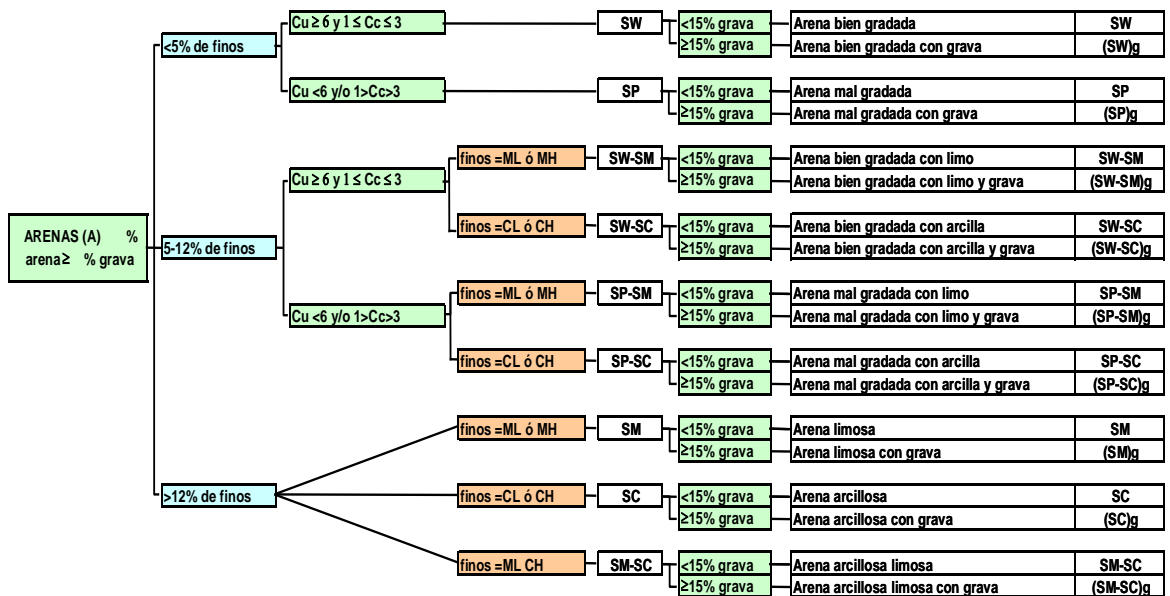 Cu ≥ 6 y 1 ≤ Cc ≤ 3 SW <15% grava Arena bien gradada SW
<5% de finos ≥15% grava Arena bien gradada con grava (SW)g
Cu <6 y/o 1>Cc>3 SP <15% grava Arena mal gradada SP
≥15% grava Arena mal gradada con grava (SP)g
finos =ML ó MH SW-SM <15% grava Arena bien gradada con limo SW-SM
Cu ≥ 6 y 1 ≤ Cc ≤ 3 ≥15% grava Arena bien gradada con limo y grava (SW-SM)g
finos =CL ó CH SW-SC <15% grava Arena bien gradada con arcilla SW-SC
ARENAS (A) %
arena ≥ % grava
5-12% de finos ≥15% grava Arena bien gradada con arcilla y grava (SW-SC)g
finos =ML ó MH SP-SM <15% grava Arena mal gradada con limo SP-SM
Cu <6 y/o 1>Cc>3 ≥15% grava Arena mal gradada con limo y grava (SP-SM)g
finos =CL ó CH SP-SC <15% grava Arena mal gradada con arcilla SP-SC
≥15% grava Arena mal gradada con arcilla y grava (SP-SC)g
finos =ML ó MH SM <15% grava Arena limosa SM
≥15% grava Arena limosa con grava (SM)g
>12% de finos finos =CL ó CH SC <15% grava Arena arcillosa SC
≥15% grava Arena arcillosa con grava (SC)g
finos =ML CH SM-SC <15% grava Arena arcillosa limosa SM-SC
≥15% grava Arena arcillosa limosa con grava (SM-SC)g